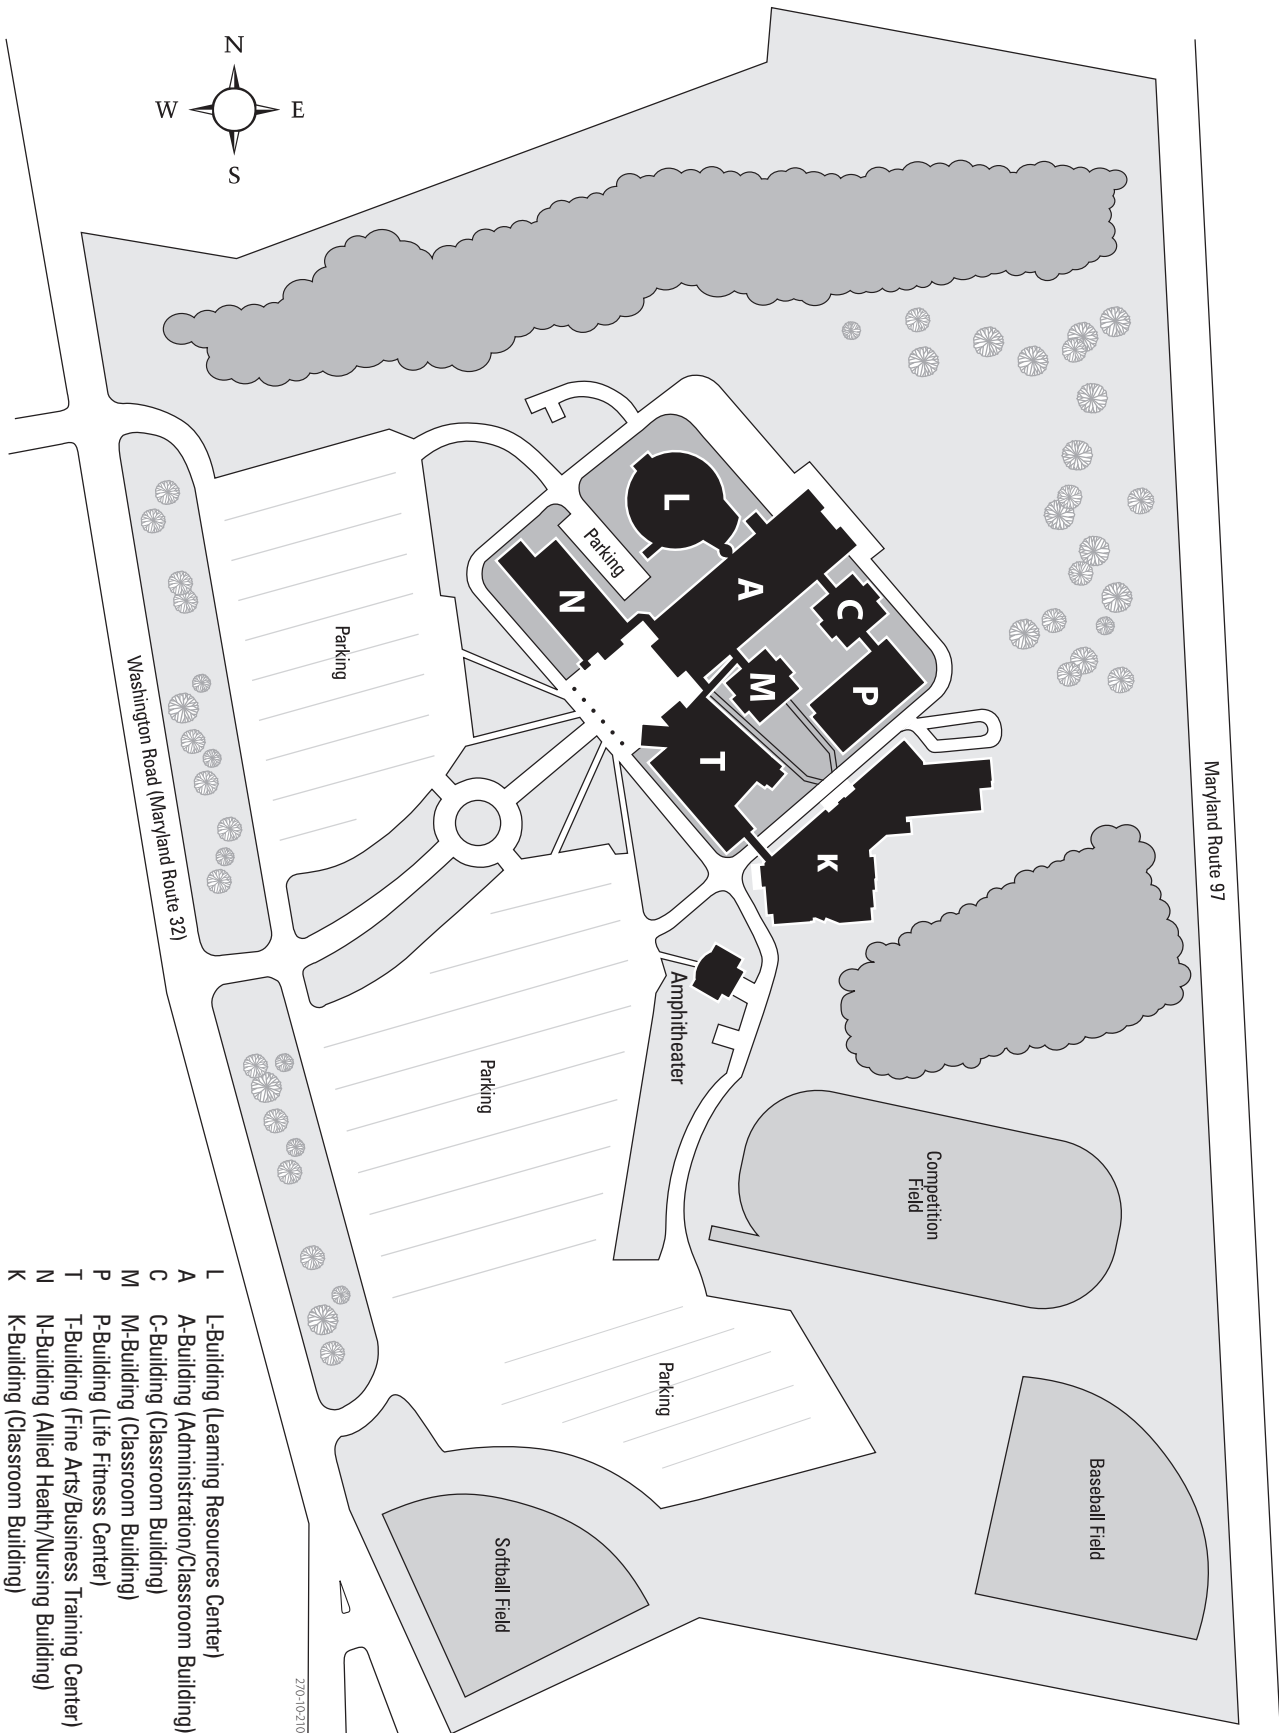 N
W
E
S
Maryland Route 97
Washington Road (Maryland Route 32)
L
A
C
P
M
N
T
K
Parking
Parking
Parking
Parking
Amphitheater
Competition
Field
Baseball Field
Softball Field
L L-Building (Learning Resources Center)
A A-Building (Administration/Classroom Building)
C C-Building (Classroom Building)
M M-Building (Classroom Building)
P P-Building (Life Fitness Center)
T T-Building (Fine Arts/Business Training Center)
N N-Building (Allied Health/Nursing Building)
K K-Building (Classroom Building)
270-10-210